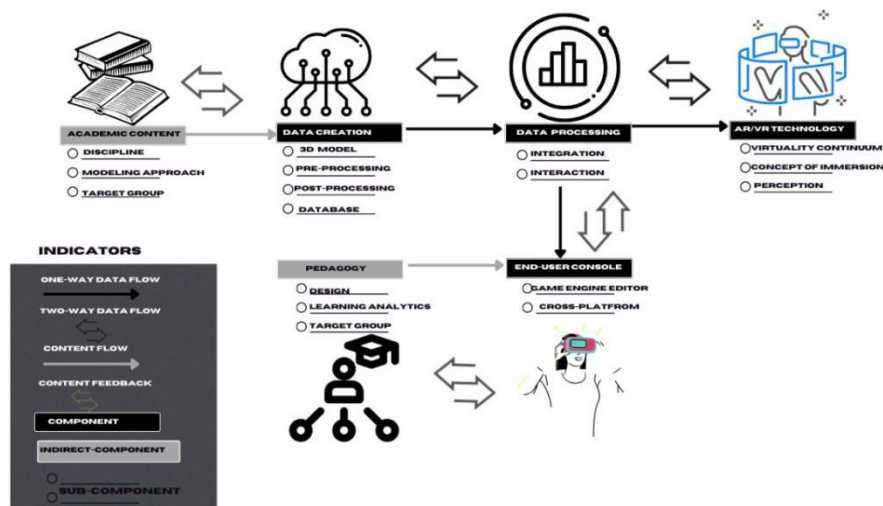 ACADEMIC CONTENT
DISCIPLINE
MODELING APPROACH
TARGET GROUP
DATA CREATION
3D MODEL
PRE-PROCESSING
POST-PROCESSING
DATABASE
DATA PROCESSING
INTEGRATION
INTERACTION
AR/VR TECHNOLOGY
VIRTUALITY CONTINUUM
CONCEPT OF IMMERSION
PERCEPTION
PEDAGOGY
DESIGN
LEARNING ANALYTICS
TARGET GROUP
END-USER CONSOLE
GAME ENGINE EDITOR
CROSS-PLATFROM
INDICATORS
ONE-WAY DATA FLOW
TWO-WAY DATA FLOW
CONTENT FLOW
CONTENT FEEDBACK
COMPONENT
INDIRECT-COMPONENT
SUB-COMPONENT